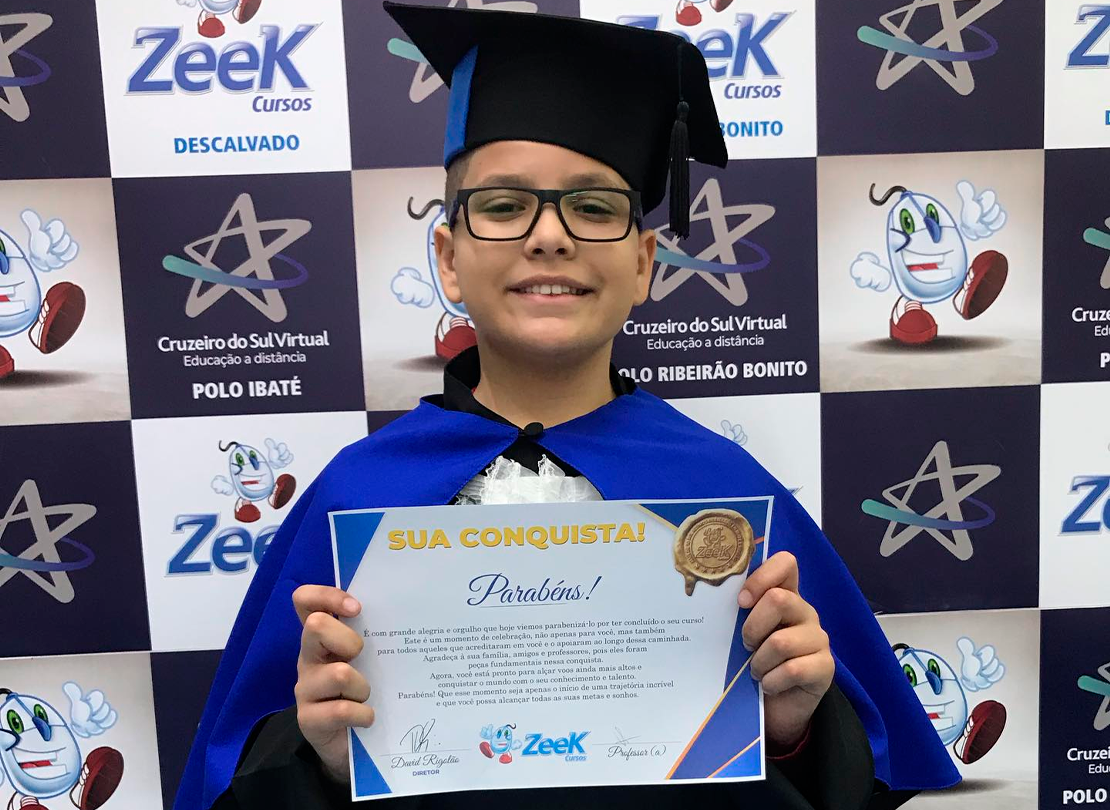 ZeeK
Cursos
DESCALVADO
eeK
Cursos
BONITO
Cruzeiro do Sul Virtual
Educação a distância
POLO IBATÉ
Cruzeiro do Sul Virtual
Educação a distância
OLO RIBEIRÃO BONITO
Zee
SUA CONQUISTA!
ZeeK
Parabéns!
É com grande alegria e orgulho que hoje viemos parabenizá-lo por ter concluído o seu curso!
Este é um momento de celebração, não apenas para você, mas também
para todos aqueles que acreditaram em você e o apoiaram ao longo dessa caminhada.
Agradeça à sua família, amigos e professores, pois eles foram
peças fundamentais nessa conquista.
Agora, você está pronto para alçar voos ainda mais altos e
conquistar o mundo com o seu conhecimento e talento.
Parabéns! Que esse momento seja apenas o início de uma trajetória incrível
e que você possa alcançar todas as suas metas e sonhos.
David Rigolão
DIRETOR
ZeeK
Cursos
Professor (a)
POLO